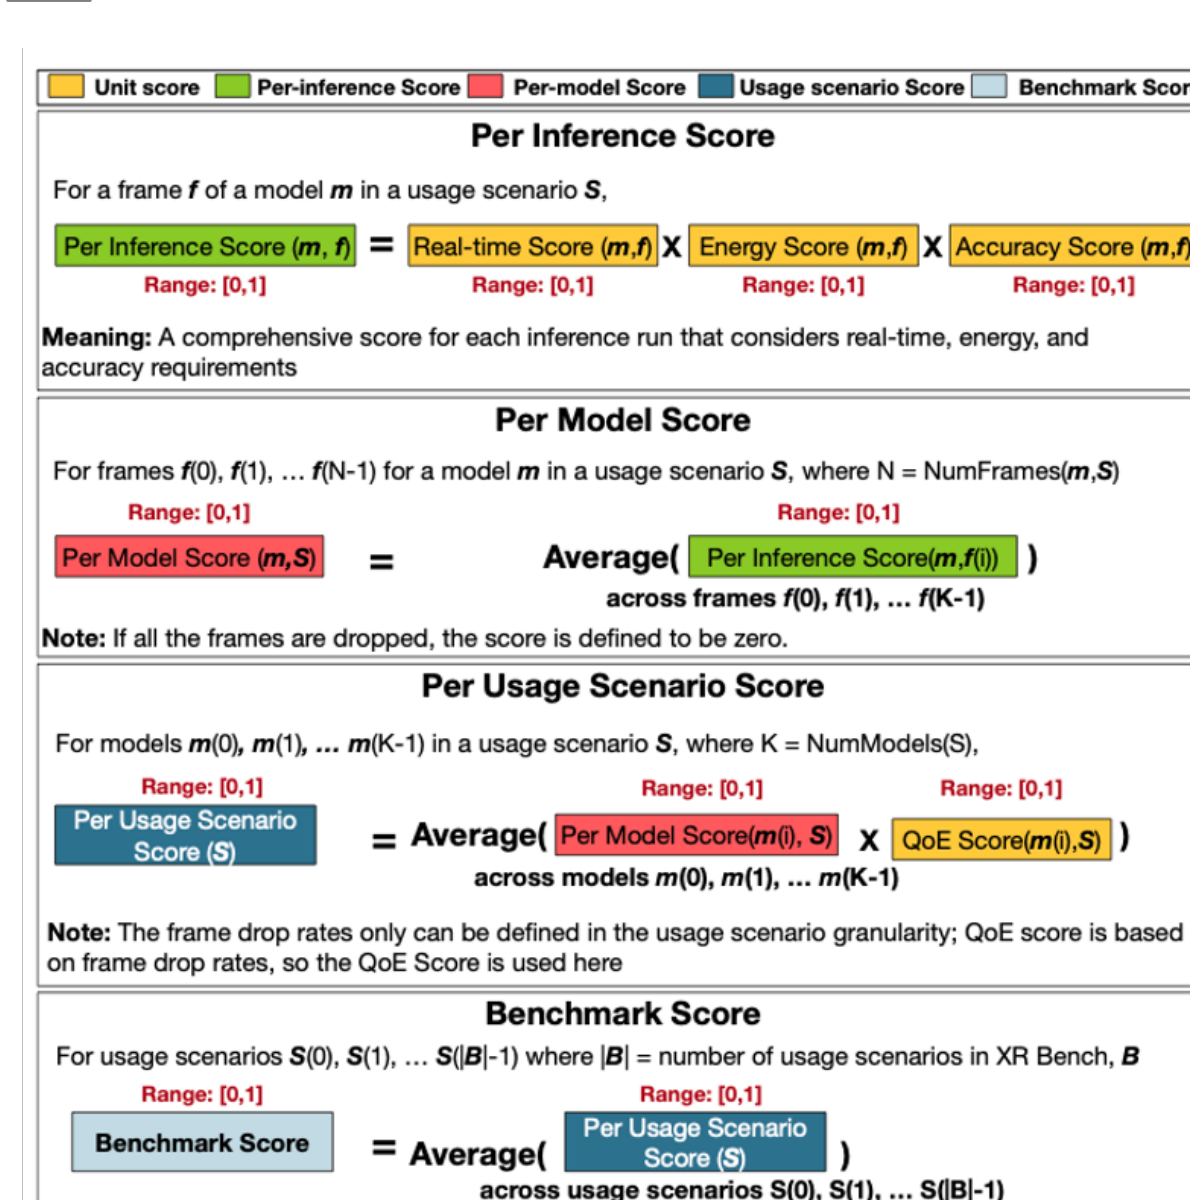 Unit score Per-inference Score Per-model Score Usage scenario Score Benchmark Scor
Per Inference Score
For a frame f of a model m in a usage scenario S,
Per Inference Score (m, f) = Real-time Score (m,f) X Energy Score (m,f) X Accuracy Score (m,f)
Range: [0,1] Range: [0,1] Range: [0,1] Range: [0,1]
Meaning: A comprehensive score for each inference run that considers real-time, energy, and
accuracy requirements
Per Model Score
For frames f(0), f(1), ... f(N-1) for a model m in a usage scenario S, where N = NumFrames(m,S)
Range: [0,1] Range: [0,1]
Per Model Score (m,S) = Average( Per Inference Score(m,f(i)) )
across frames f(0), f(1), ... f(K-1)
Note: If all the frames are dropped, the score is defined to be zero.
Per Usage Scenario Score
For models m(0), m(1), ... m(K-1) in a usage scenario S, where K = NumModels(S),
Range: [0,1] Range: [0,1] Range: [0,1]
Per Usage Scenario
Score (S)
= Average( Per Model Score(m(i), S) X QoE Score(m(i),S) )
across models m(0), m(1), ... m(K-1)
Note: The frame drop rates only can be defined in the usage scenario granularity; QoE score is based
on frame drop rates, so the QoE Score is used here
Benchmark Score
For usage scenarios S(0), S(1), ... S(|B|-1) where |B| = number of usage scenarios in XR Bench, B
Range: [0,1] Range: [0,1]
Benchmark Score = Average( Per Usage Scenario
Score (S) )
across usage scenarios S(0), S(1), ... S(|B|-1)